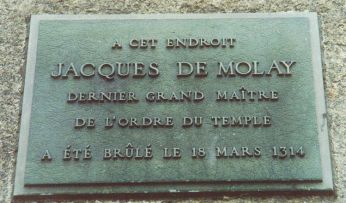 A CET ENDROIT
JACQUES DE MOLAY
DERNIER GRAND MAÎTRE
DE L'ORDRE DU TEMPLE
A ÉTÉ BRÛLÉ LE 18 MARS 1314